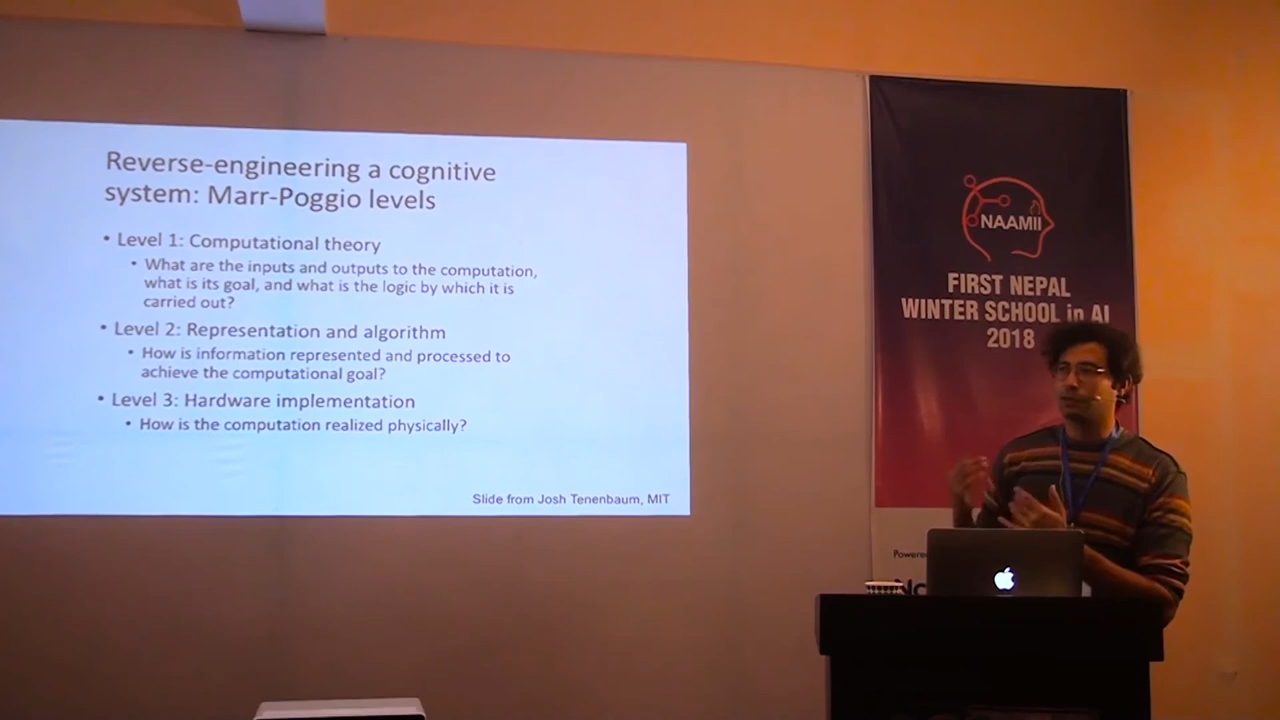 Reverse-engineering a cognitive
system: Marr-Poggio levels
• Level 1: Computational theory
• What are the inputs and outputs to the computation,
what is its goal, and what is the logic by which it is
carried out?
• Level 2: Representation and algorithm
• How is information represented and processed to
achieve the computational goal?
• Level 3: Hardware implementation
• How is the computation realized physically?
Slide from Josh Tenenbaum, MIT
NAAMII
FIRST NEPAL
WINTER SCHOOL in AI
2018